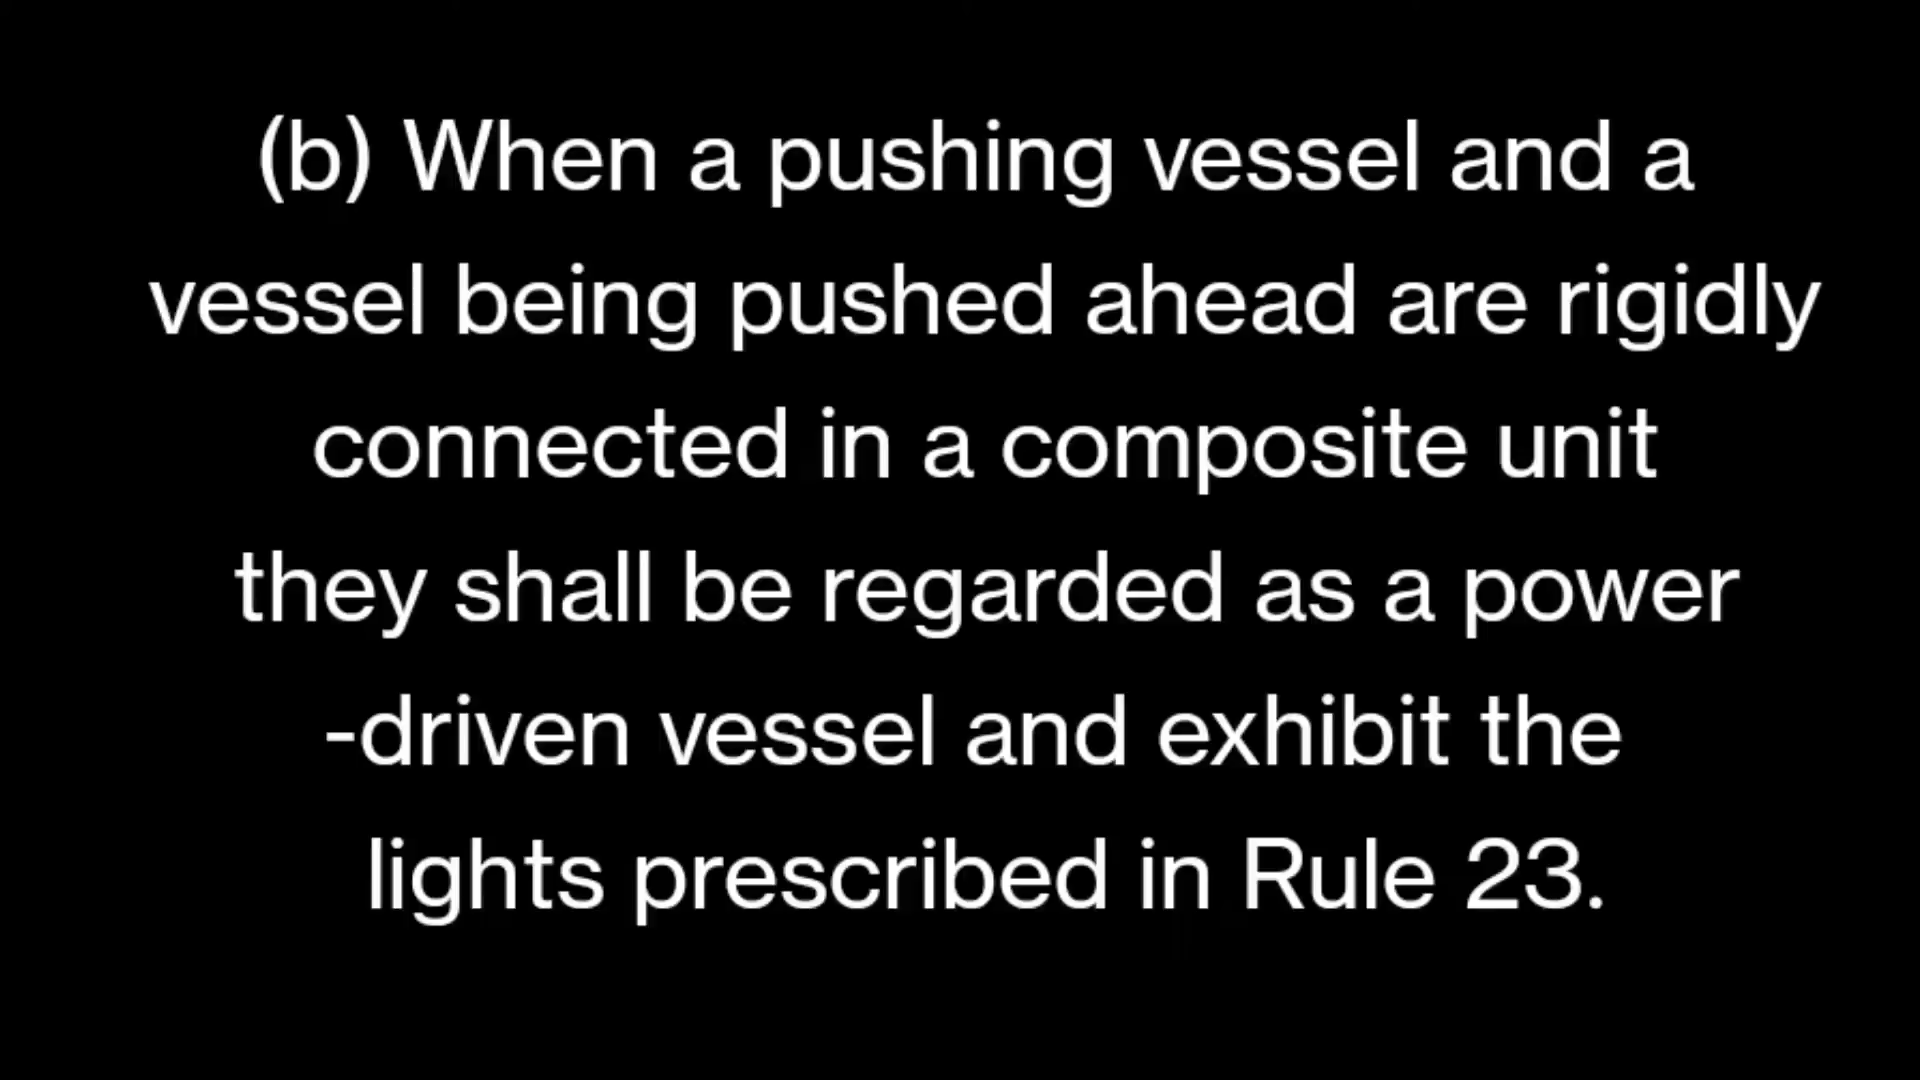 (b) When a pushing vessel and a
vessel being pushed ahead are rigidly
connected in a composite unit
they shall be regarded as a power
-driven vessel and exhibit the
lights prescribed in Rule 23.